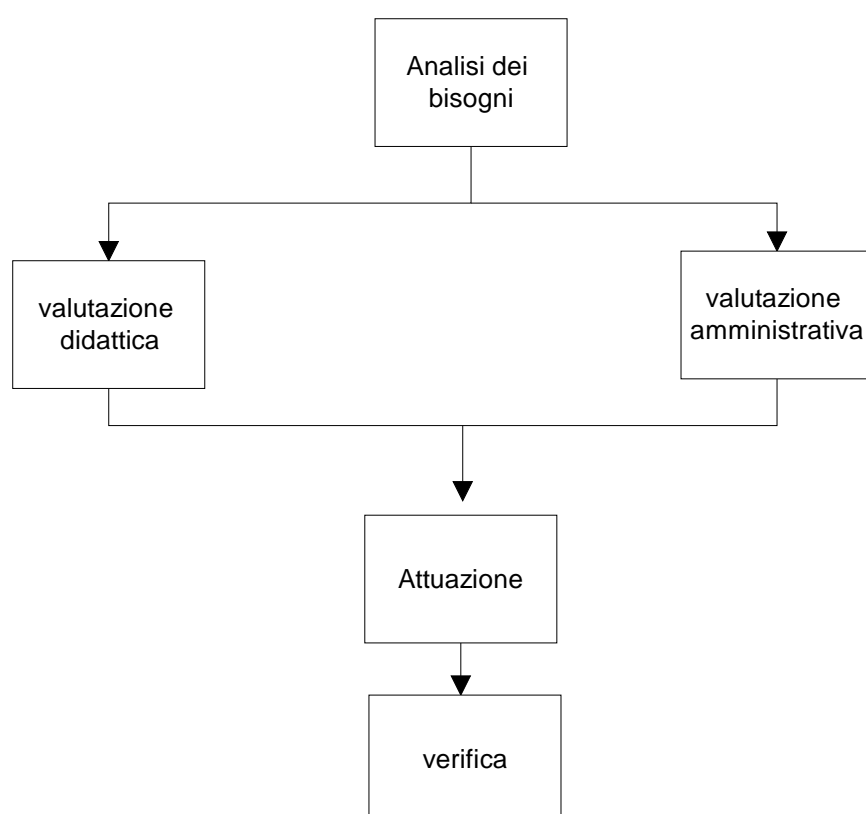 Analisi dei
bisogni
valutazione
didattica
valutazione
amministrativa
Attuazione
verifica